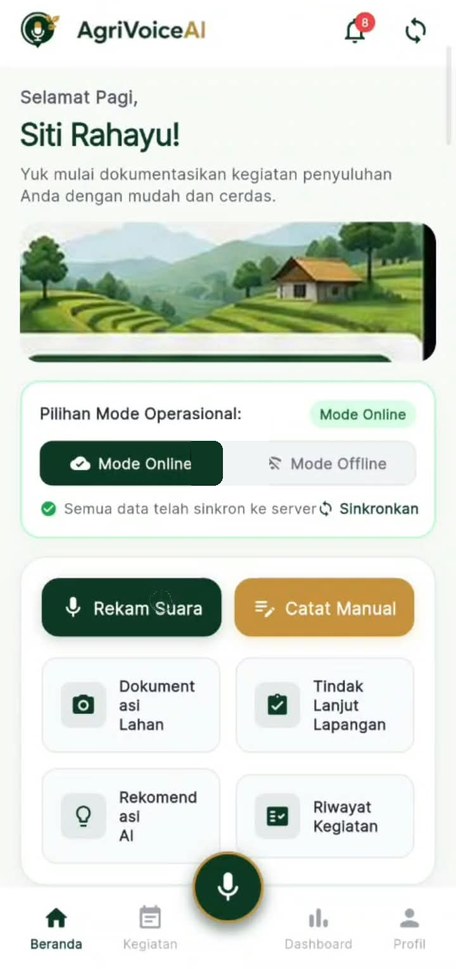 AgriVoiceAI
8
Selamat Pagi,
Siti Rahayu!
Yuk mulai dokumentasikan kegiatan penyuluhan
Anda dengan mudah dan cerdas.
Pilihan Mode Operasional:
Mode Online
Mode Online
Mode Offline
Semua data telah sinkron ke server
Sinkronkan
Rekam Suara
Catat Manual
Dokument
asi
Lahan
Tindak
Lanjut
Lapangan
Rekomend
asi
AI
Riwayat
Kegiatan
Beranda
Kegiatan
Dashboard
Profil